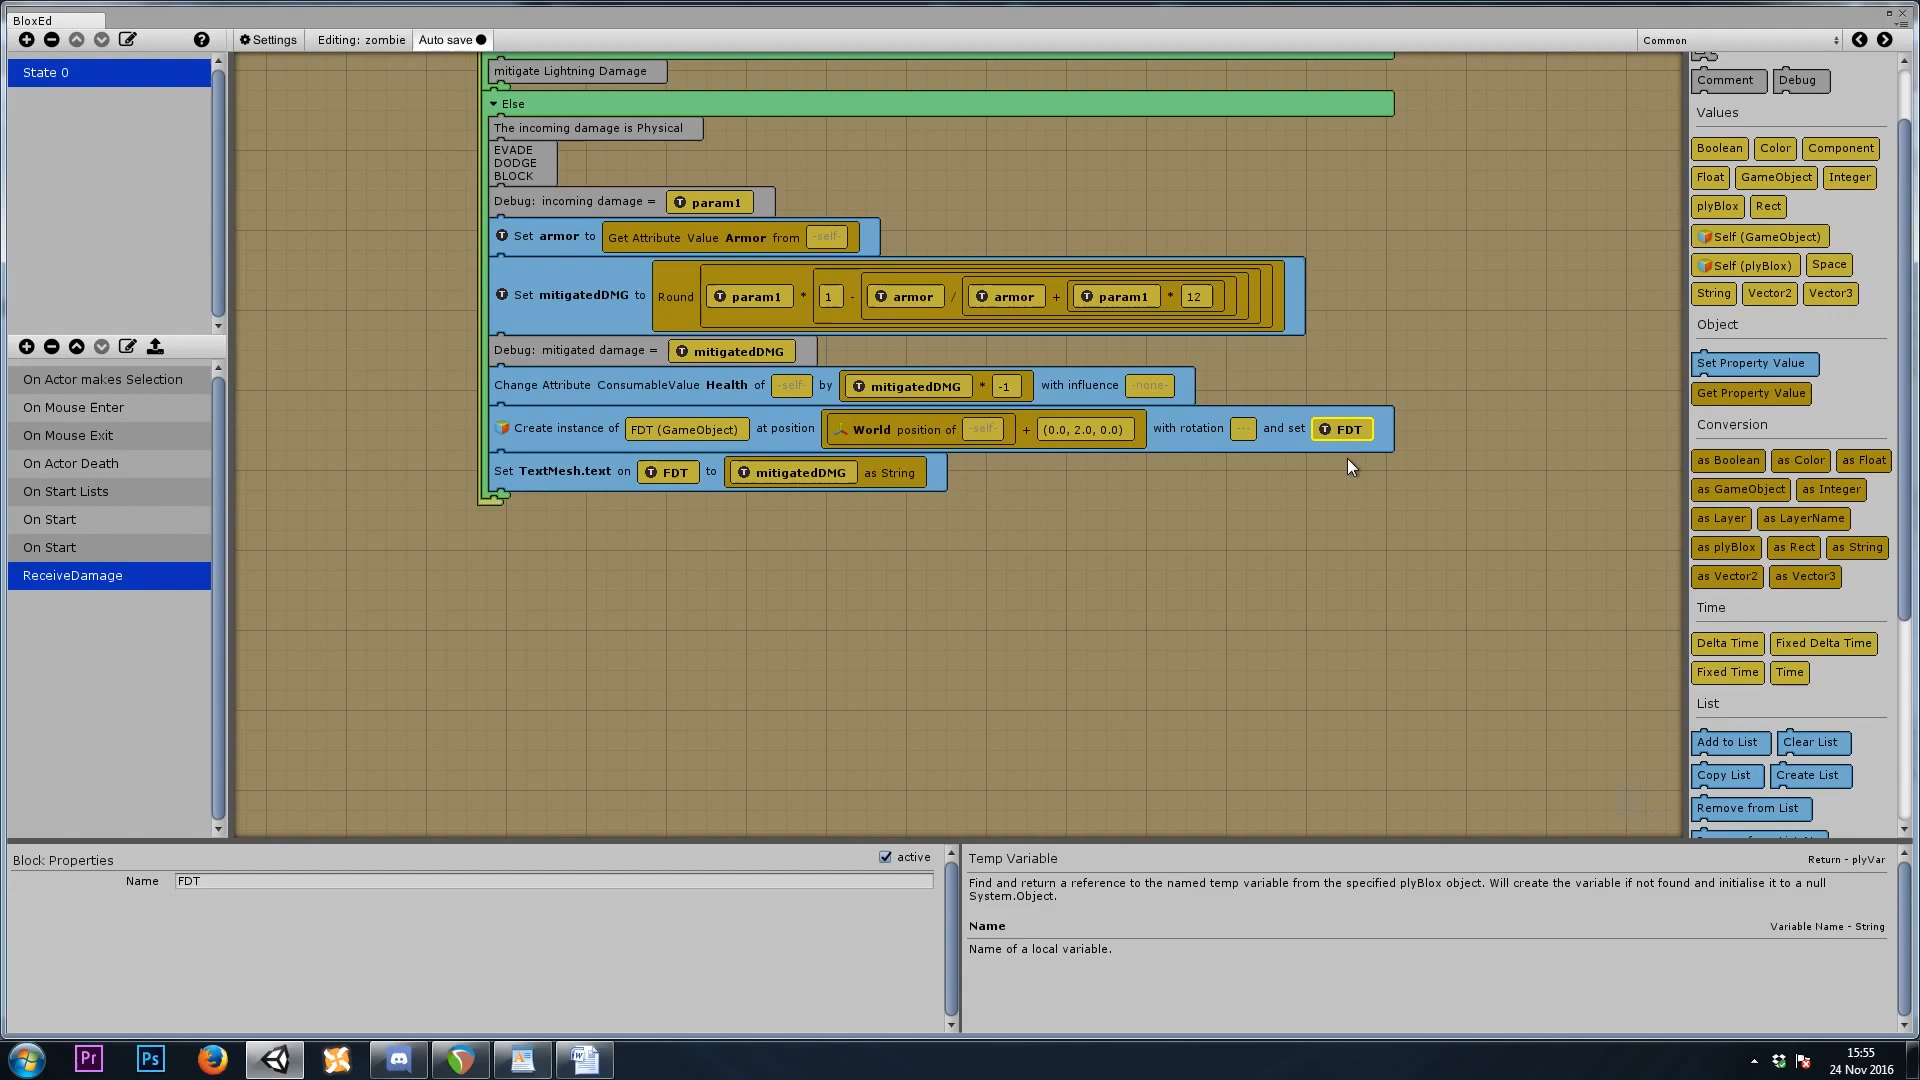 BloxEd
Settings
Editing: zombie
Auto save
Common
State 0
On Actor makes Selection
On Mouse Enter
On Mouse Exit
On Actor Death
On Start Lists
On Start
On Start
ReceiveDamage
mitigate Lightning Damage
Else
The incoming damage is Physical
EVADE
DODGE
BLOCK
Debug: incoming damage = param1
Set armor to Get Attribute Value Armor from -self-
Set mitigatedDMG to Round param1 * 1 - armor / armor + param1 * 12
Debug: mitigated damage = mitigatedDMG
Change Attribute ConsumableValue Health of -self- by mitigatedDMG * -1 with influence -none-
Create instance of FDT (GameObject) at position World position of -self- + (0.0, 2.0, 0.0) with rotation --- and set FDT
Set TextMesh.text on FDT to mitigatedDMG as String
Comment Debug
Values
Boolean Color Component
Float GameObject Integer
plyBlox Rect
Self (GameObject)
Self (plyBlox) Space
String Vector2 Vector3
Object
Set Property Value
Get Property Value
Conversion
as Boolean as Color as Float
as GameObject as Integer
as Layer as LayerName
as plyBlox as Rect as String
as Vector2 as Vector3
Time
Delta Time Fixed Delta Time
Fixed Time Time
List
Add to List Clear List
Copy List Create List
Remove from List
Block Properties
active
Name FDT
Temp Variable
Return - plyVar
Find and return a reference to the named temp variable from the specified plyBlox object. Will create the variable if not found and initialise it to a null
System.Object.
Name
Variable Name - String
Name of a local variable.
Pr
Ps
15:55
24 Nov 2016